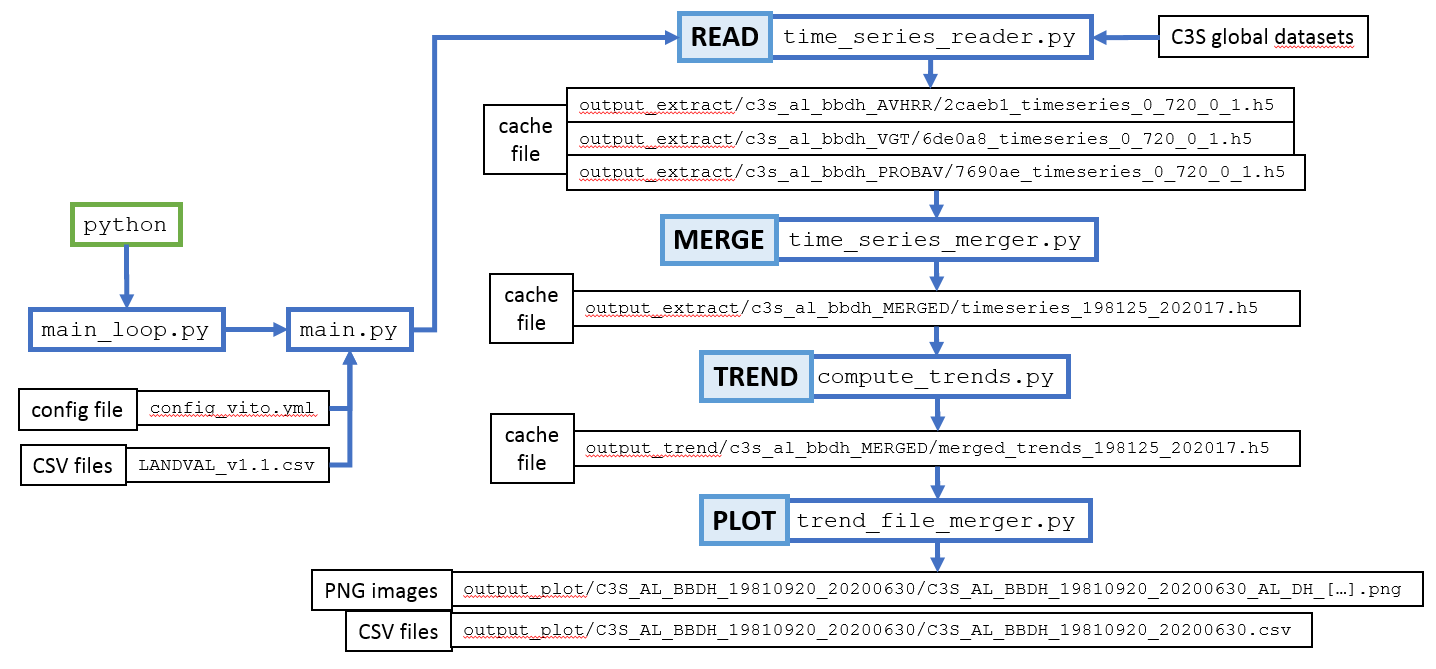 READ time_series_reader.py
C3S global datasets
cache
file
output_extract/c3s_al_bbdh_AVHRR/2caeb1_timeseries_0_720_0_1.h5
output_extract/c3s_al_bbdh_VGT/6de0a8_timeseries_0_720_0_1.h5
output_extract/c3s_al_bbdh_PROBAV/7690ae_timeseries_0_720_0_1.h5
python
MERGE time_series_merger.py
main_loop.py
main.py
cache
file
output_extract/c3s_al_bbdh_MERGED/timeseries_198125_202017.h5
TREND compute_trends.py
config file config_vito.yml
CSV files LANDVAL_v1.1.csv
cache
file
output_trend/c3s_al_bbdh_MERGED/merged_trends_198125_202017.h5
PLOT trend_file_merger.py
PNG images output_plot/C3S_AL_BBDH_19810920_20200630/C3S_AL_BBDH_19810920_20200630_AL_DH_[…].png
CSV files output_plot/C3S_AL_BBDH_19810920_20200630/C3S_AL_BBDH_19810920_20200630.csv